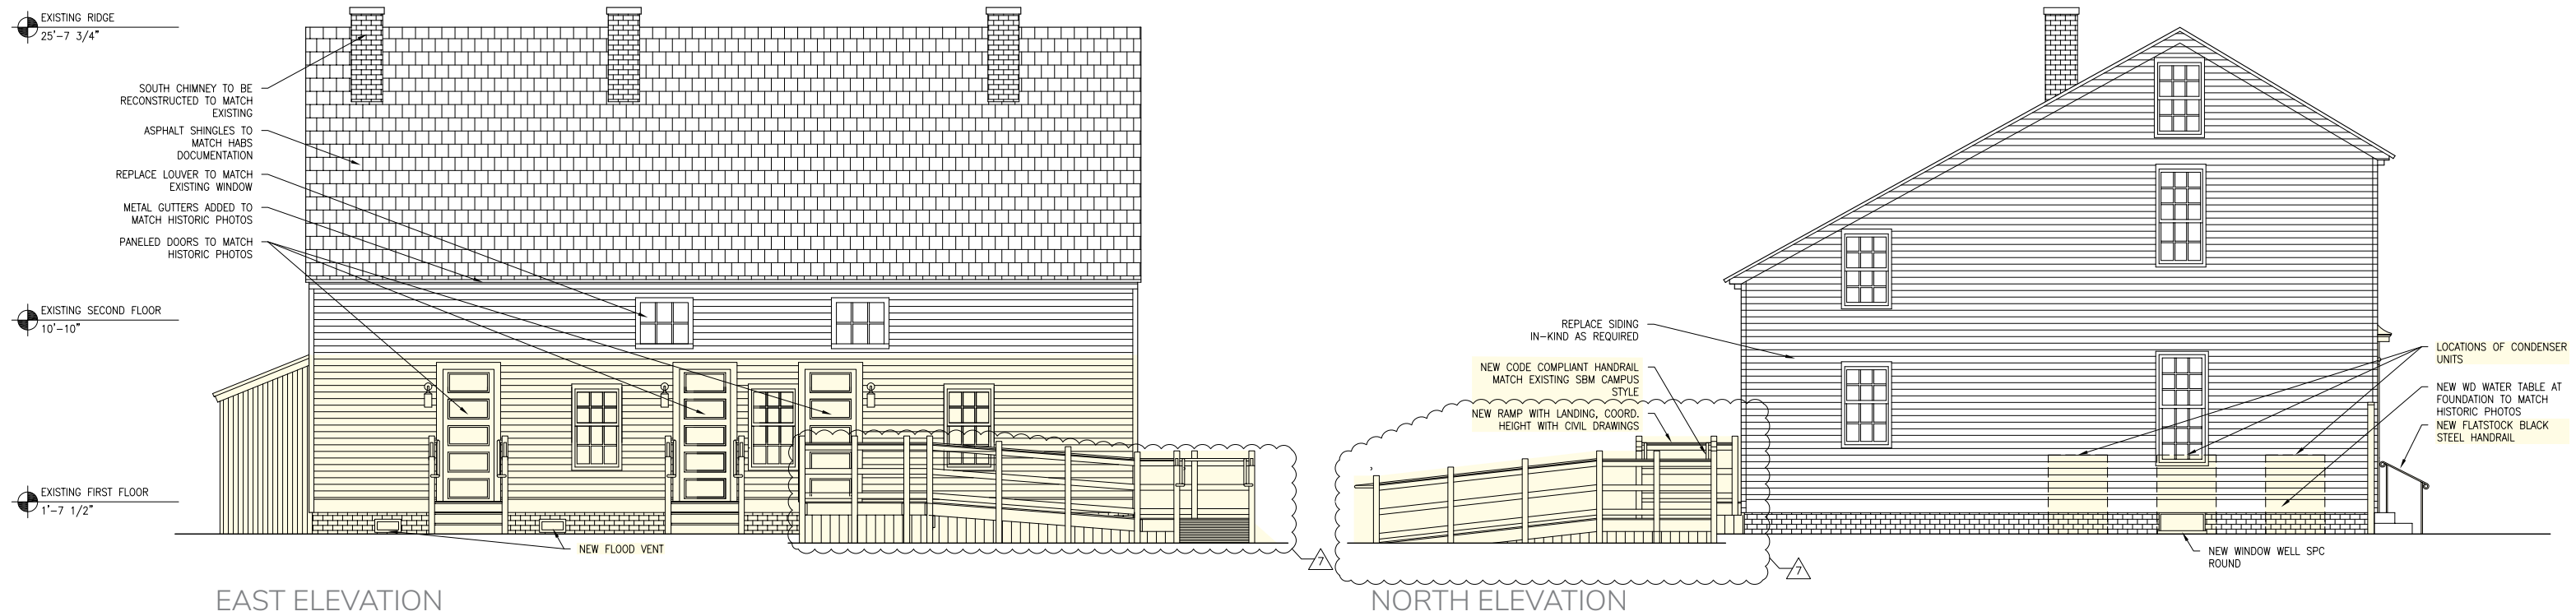 EXISTING RIDGE
25'-7 3/4"
SOUTH CHIMNEY TO BE
RECONSTRUCTED TO MATCH
EXISTING
ASPHALT SHINGLES TO
MATCH HABS
DOCUMENTATION
REPLACE LOUVER TO MATCH
EXISTING WINDOW
METAL GUTTERS ADDED TO
MATCH HISTORIC PHOTOS
PANELED DOORS TO MATCH
HISTORIC PHOTOS
EXISTING SECOND FLOOR
10'-10"
EXISTING FIRST FLOOR
1'-7 1/2"
NEW FLOOD VENT
7
EAST ELEVATION
REPLACE SIDING
IN-KIND AS REQUIRED
NEW CODE COMPLIANT HANDRAIL
MATCH EXISTING SBM CAMPUS
STYLE
NEW RAMP WITH LANDING, COORD.
HEIGHT WITH CIVIL DRAWINGS
LOCATIONS OF CONDENSER
UNITS
NEW WD WATER TABLE AT
FOUNDATION TO MATCH
HISTORIC PHOTOS
NEW FLATSTOCK BLACK
STEEL HANDRAIL
NEW WINDOW WELL SPC
ROUND
7
NORTH ELEVATION